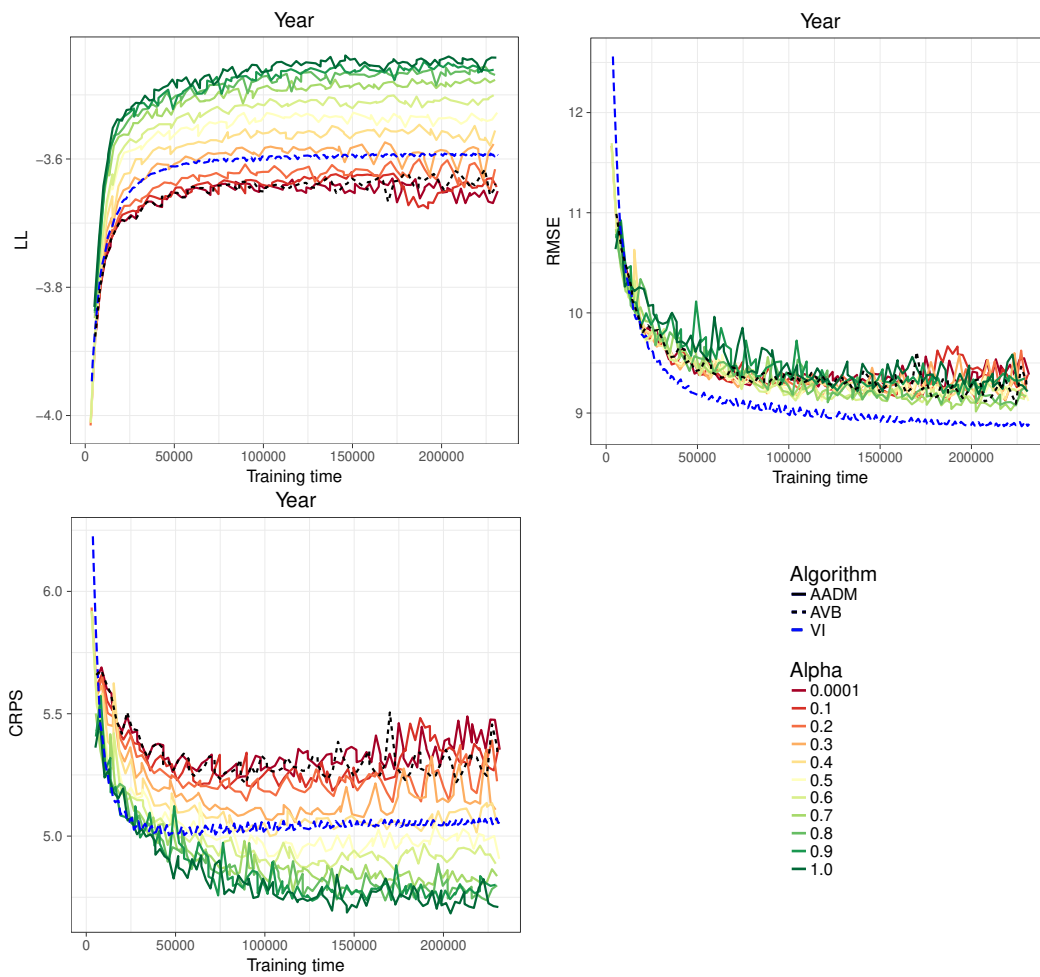 Year
LL
−3.6
−3.8
−4.0
0 50000 100000 150000 200000
Training time
Year
RMSE
12
11
10
9
0 50000 100000 150000 200000
Training time
Year
CRPS
6.0
5.5
5.0
0 50000 100000 150000 200000
Training time
Algorithm
AADM
AVB
VI
Alpha
0.0001
0.1
0.2
0.3
0.4
0.5
0.6
0.7
0.8
0.9
1.0